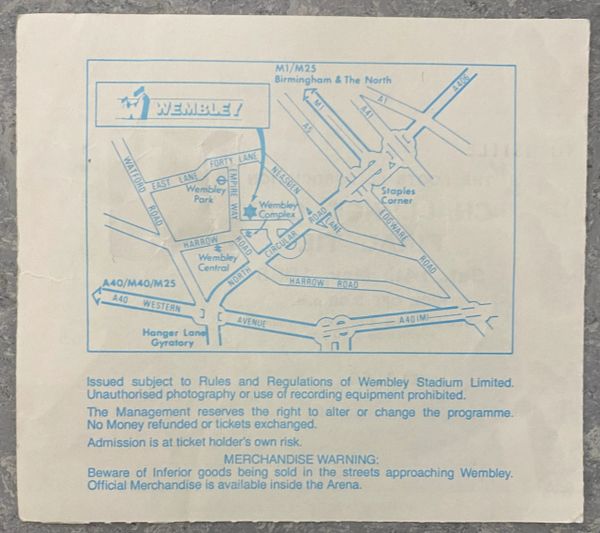 M1/M25
Birmingham & The North
WEMBLEY
M1
A41
A1
A406
A5
WATFORD ROAD
EAST LANE
FORTY LANE
NEASDEN LANE
EMPIRE WAY
Wembley
Park
Wembley
Complex
Staples
Corner
EDGWARE ROAD
HARROW ROAD
Wembley
Central
NORTH CIRCULAR ROAD
HARROW ROAD
A40/M40/M25
A40 WESTERN AVENUE
A40(M)
Hanger Lane
Gyratory
Issued subject to Rules and Regulations of Wembley Stadium Limited.
Unauthorised photography or use of recording equipment prohibited.
The Management reserves the right to alter or change the programme.
No Money refunded or tickets exchanged.
Admission is at ticket holder's own risk.
MERCHANDISE WARNING:
Beware of Inferior goods being sold in the streets approaching Wembley.
Official Merchandise is available inside the Arena.